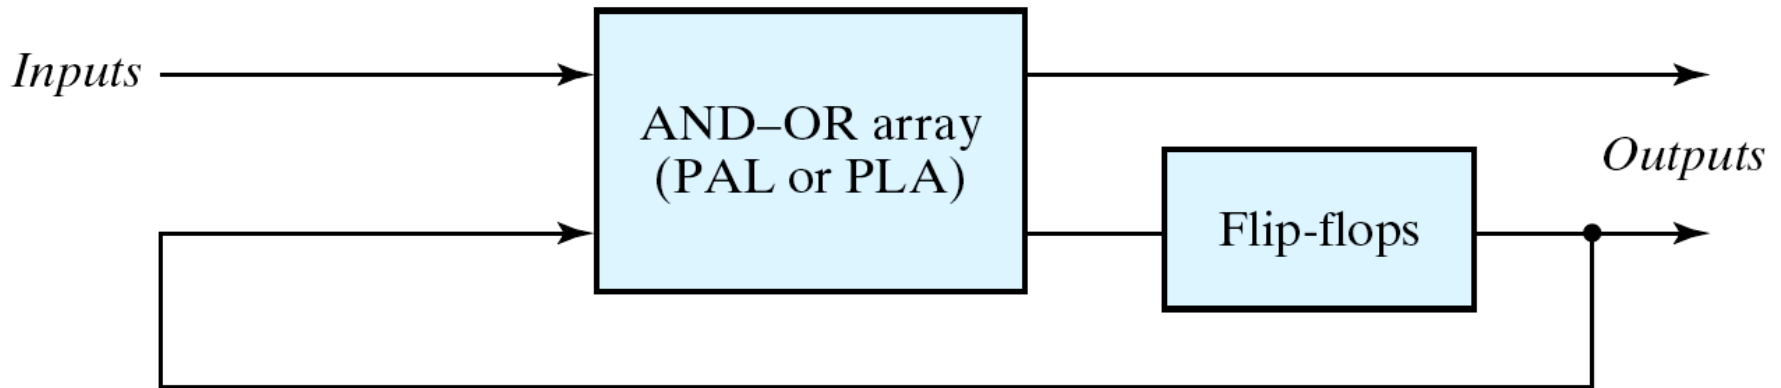 Inputs
AND–OR array
(PAL or PLA)
Outputs
Flip-flops